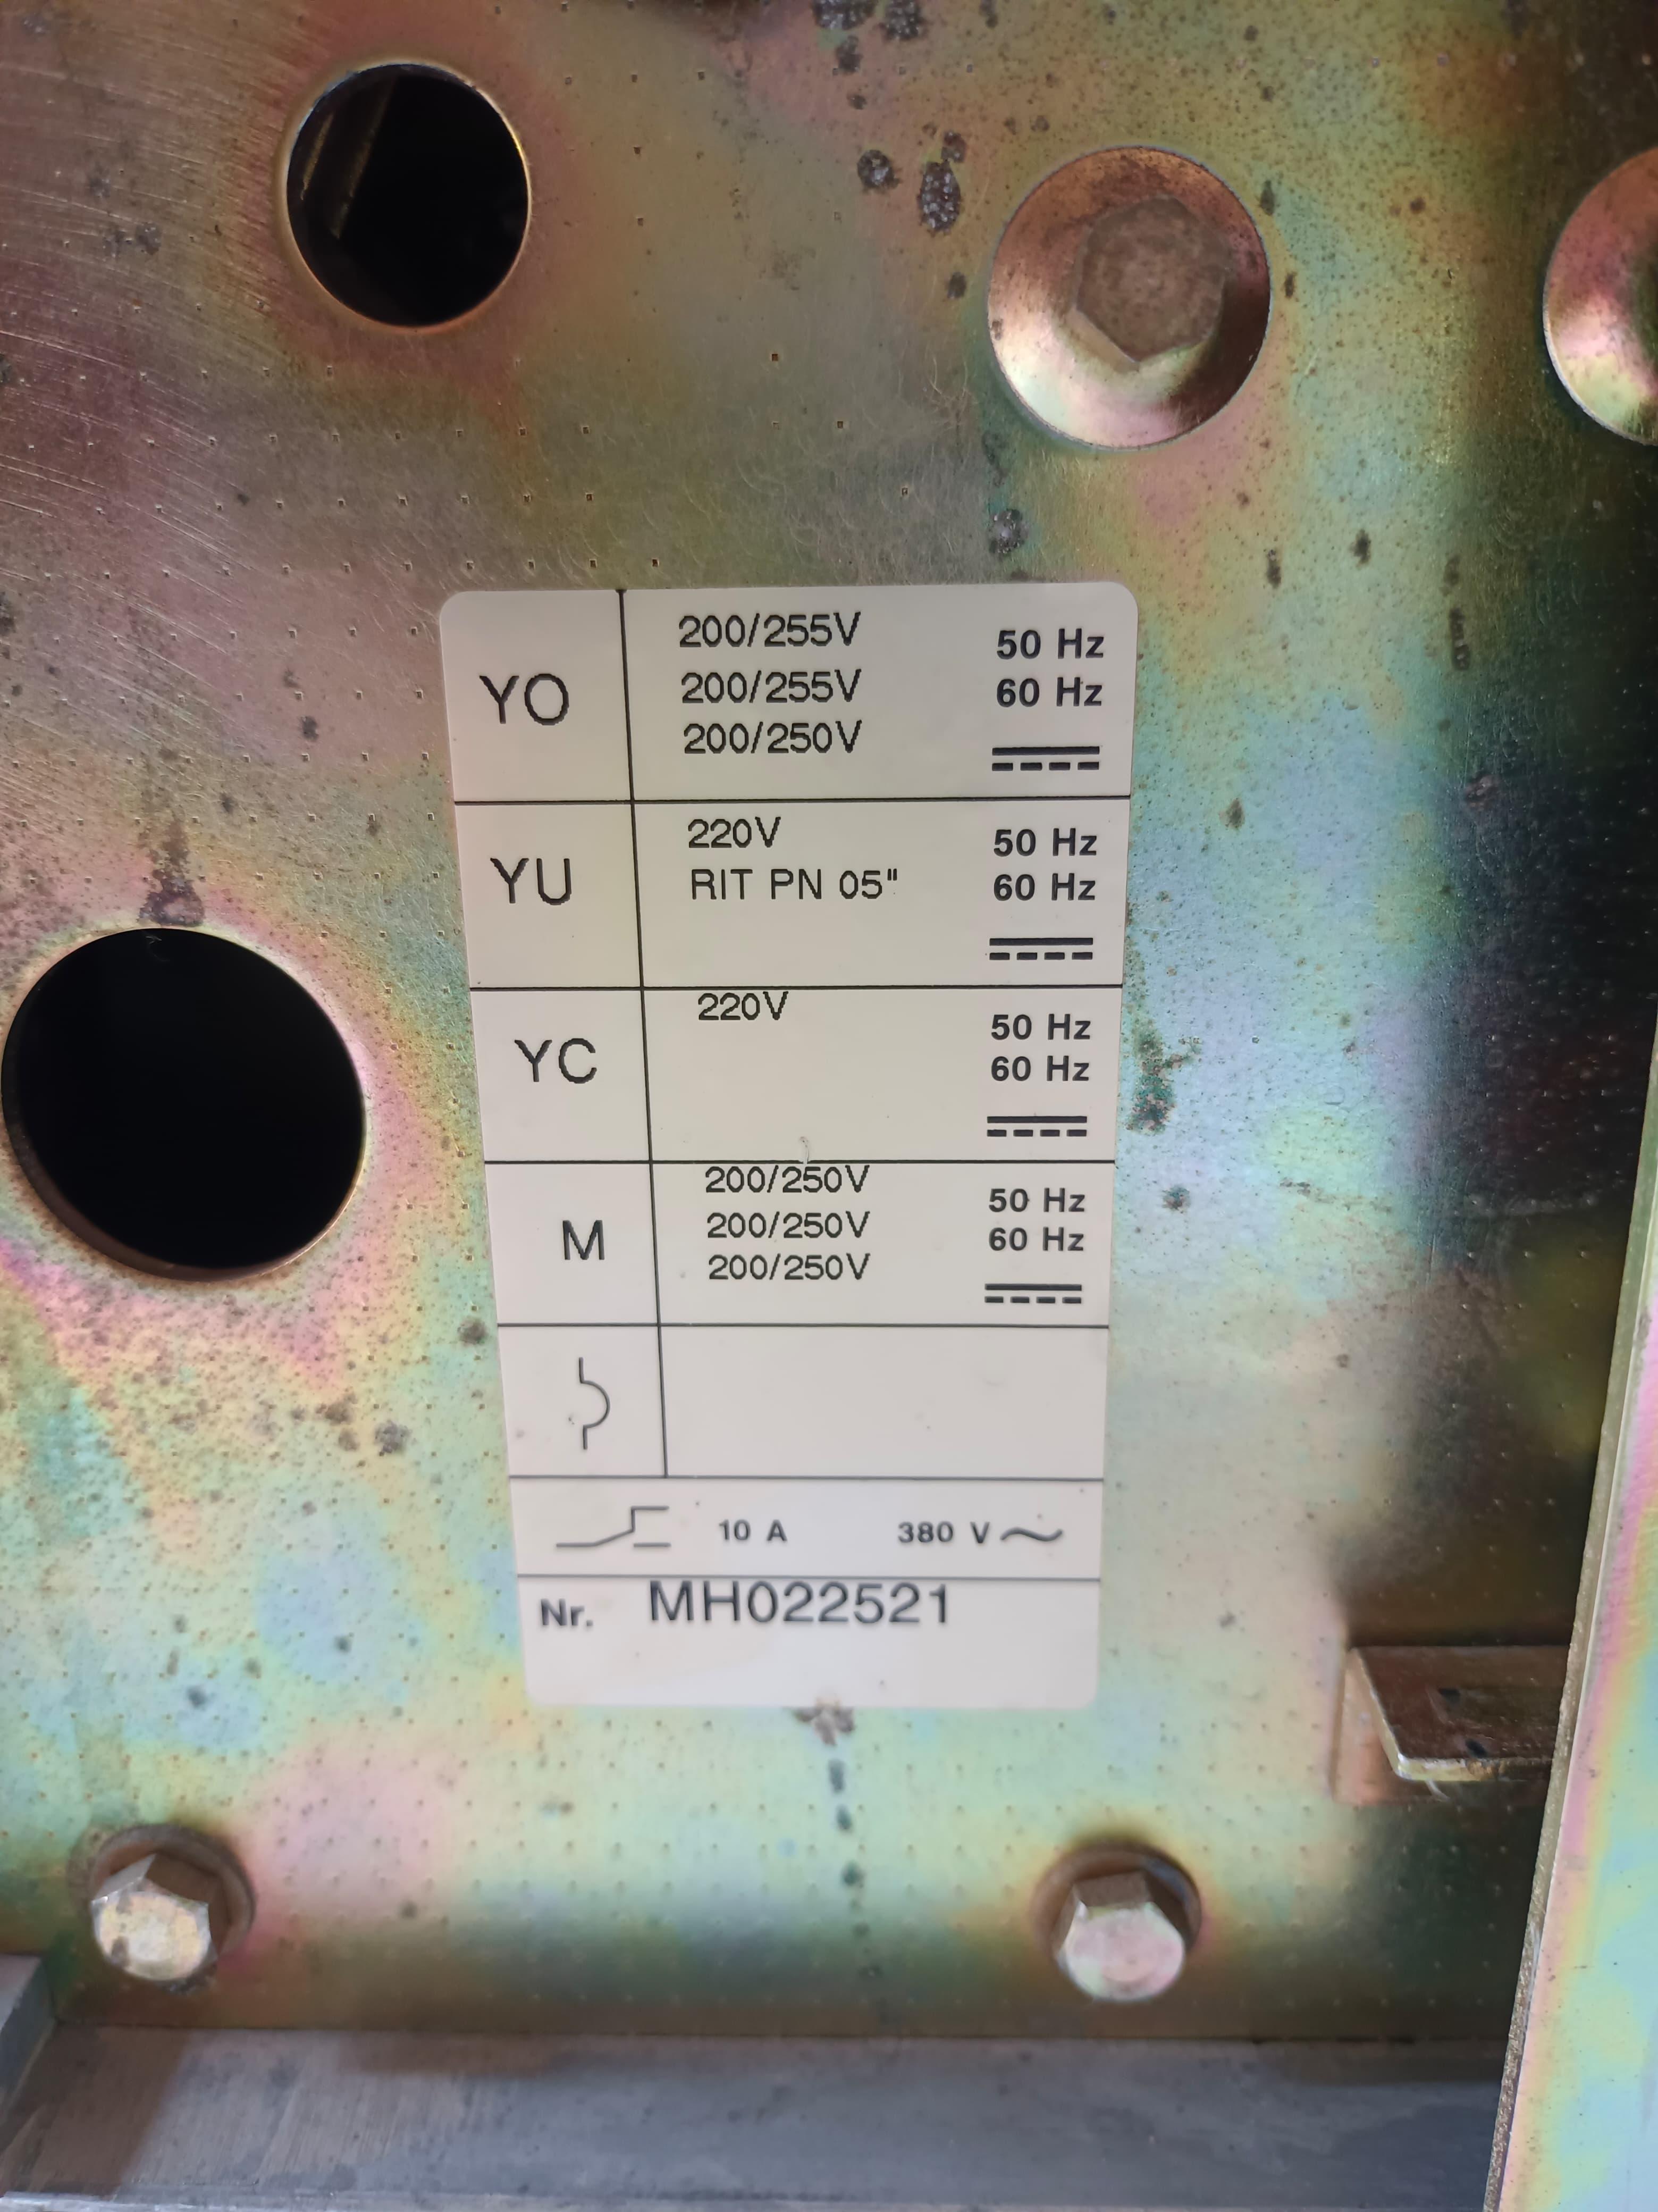 YO 200/255V 50 Hz
200/255V 60 Hz
200/250V
YU 220V 50 Hz
RIT PN 05" 60 Hz
YC 220V 50 Hz
60 Hz
M 200/250V 50 Hz
200/250V 60 Hz
200/250V
10 A 380 V ~
Nr. MH022521